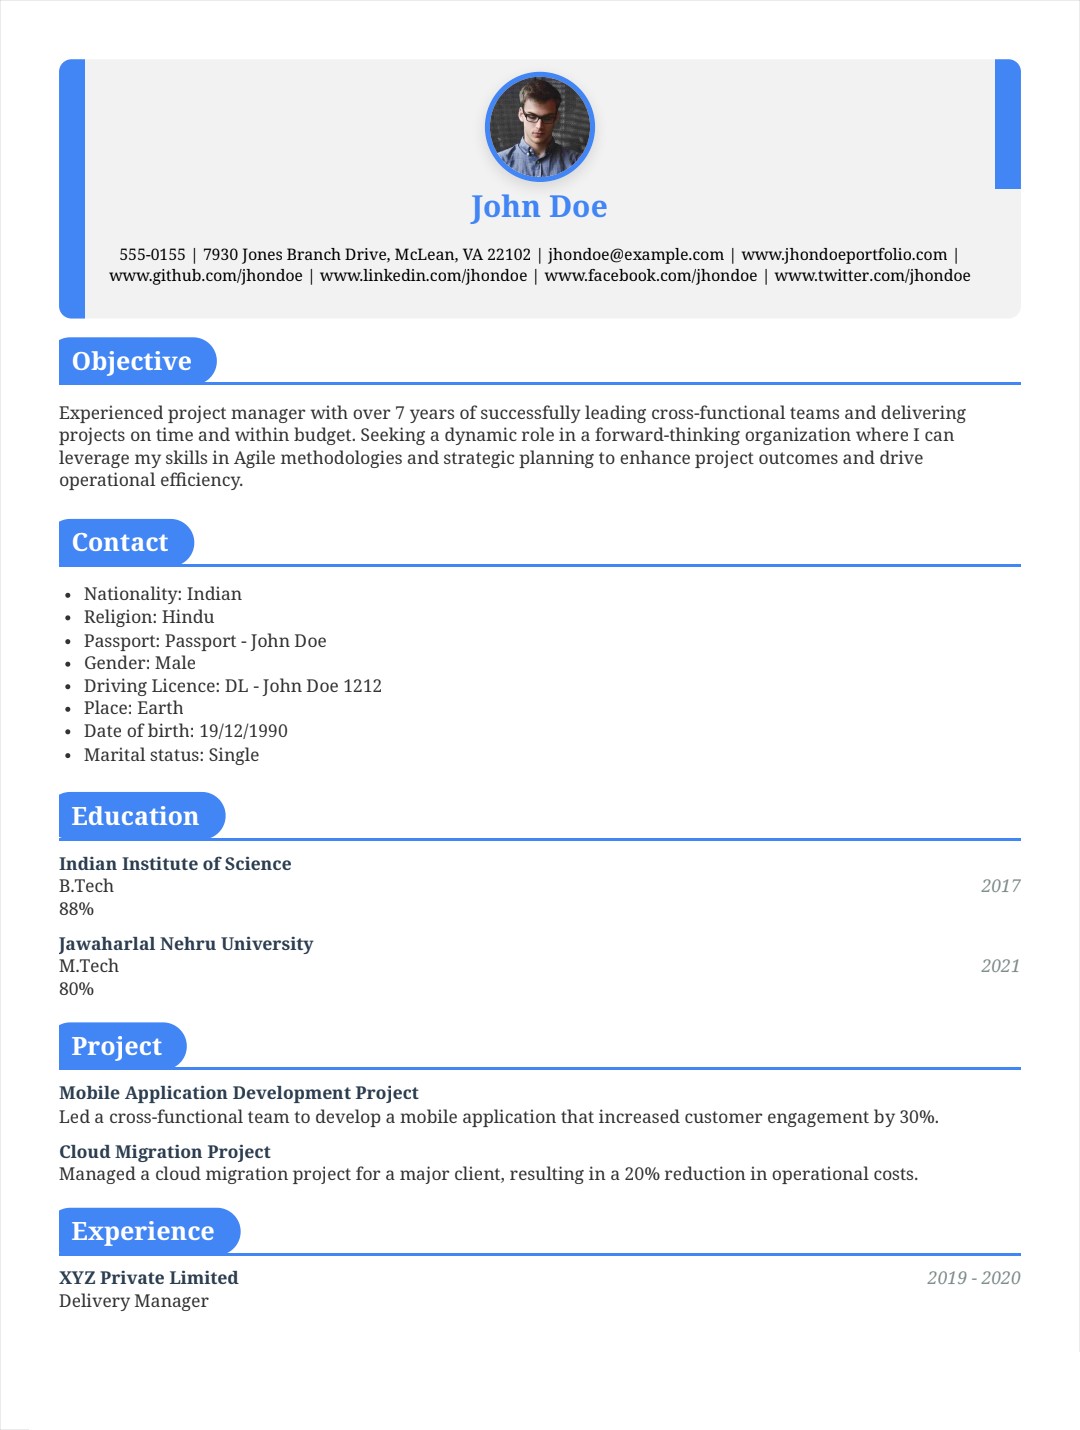 John Doe
555-0155 | 7930 Jones Branch Drive, McLean, VA 22102 | jhondoe@example.com | www.jhondoeportfolio.com |
www.github.com/jhondoe | www.linkedin.com/jhondoe | www.facebook.com/jhondoe | www.twitter.com/jhondoe
Objective
Experienced project manager with over 7 years of successfully leading cross-functional teams and delivering
projects on time and within budget. Seeking a dynamic role in a forward-thinking organization where I can
leverage my skills in Agile methodologies and strategic planning to enhance project outcomes and drive
operational efficiency.
Contact
• Nationality: Indian
• Religion: Hindu
• Passport: Passport - John Doe
• Gender: Male
• Driving Licence: DL - John Doe 1212
• Place: Earth
• Date of birth: 19/12/1990
• Marital status: Single
Education
Indian Institute of Science
B.Tech 2017
88%
Jawaharlal Nehru University
M.Tech 2021
80%
Project
Mobile Application Development Project
Led a cross-functional team to develop a mobile application that increased customer engagement by 30%.
Cloud Migration Project
Managed a cloud migration project for a major client, resulting in a 20% reduction in operational costs.
Experience
XYZ Private Limited 2019 - 2020
Delivery Manager